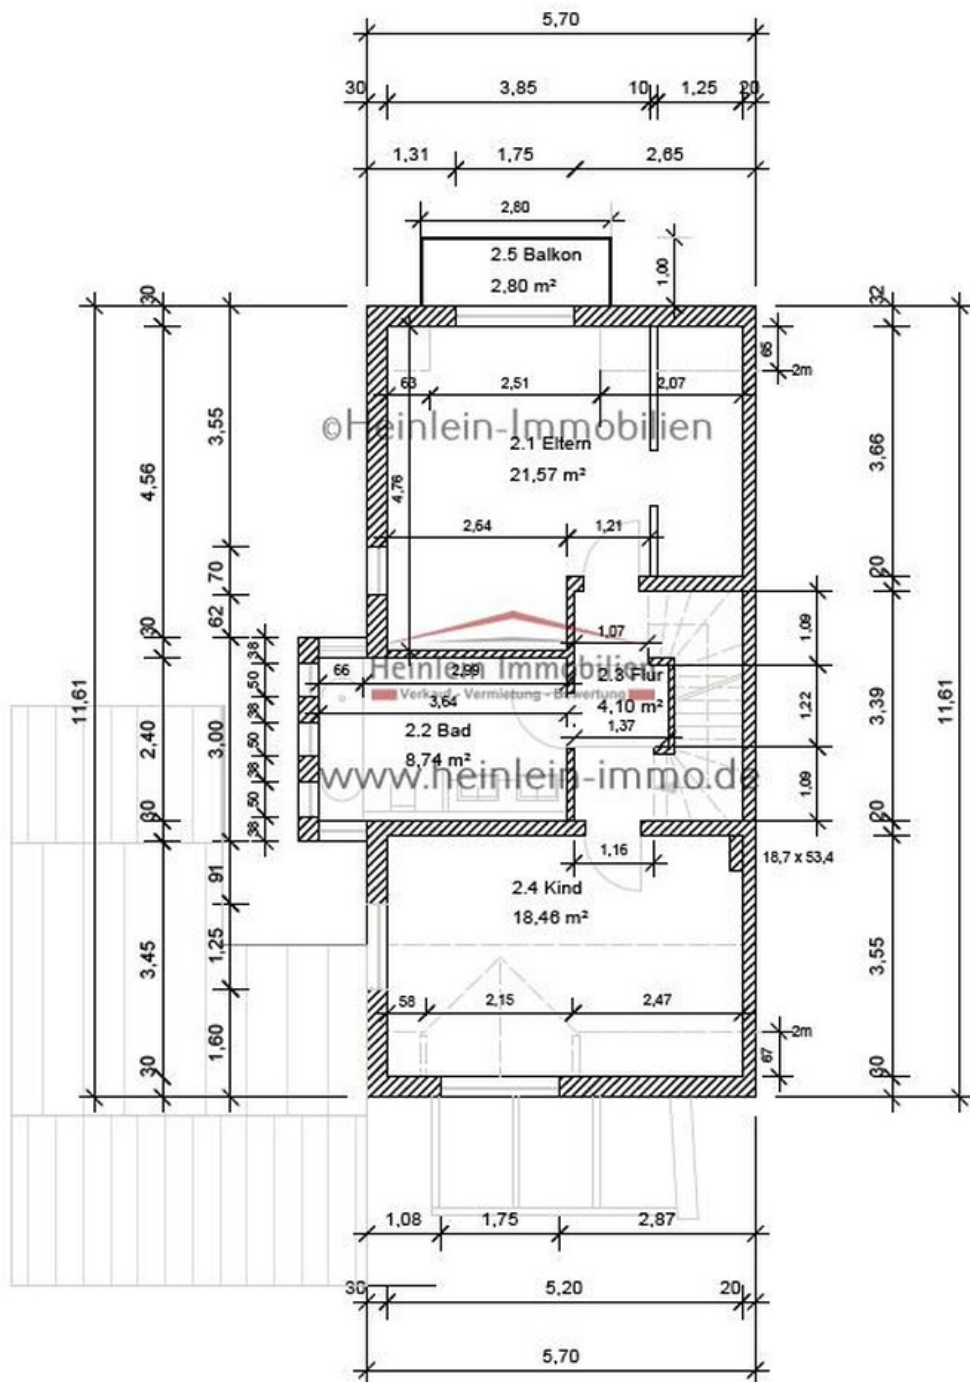 5,70
30 3,85 10 1,25 20
1,31 1,75 2,65
2,80
2.5 Balkon
2,80 m²
1,00
30
32
65
2m
63 2,51 2,07
©Heinlein-Immobilien
2.1 Eltern
21,57 m²
3,55
4,56
4,76
3,66
2,64 1,21
70
20
62
30
1,09
38
1,07
Heinlein Immobilien
Verkauf - Vermietung - Bewertung
66 2,99
2.3 Flur
4,10 m²
50
3,64
11,61
11,61
38
2.2 Bad
8,74 m²
1,37
1,22
3,39
2,40
3,00
50
www.heinlein-immo.de
38
50
1,09
30
38
20
1,16
18,7 x 53,4
91
2.4 Kind
18,46 m²
1,25
3,45
3,55
58 2,15 2,47
1,60
2m
67
30
30
1,08 1,75 2,87
30 5,20 20
5,70